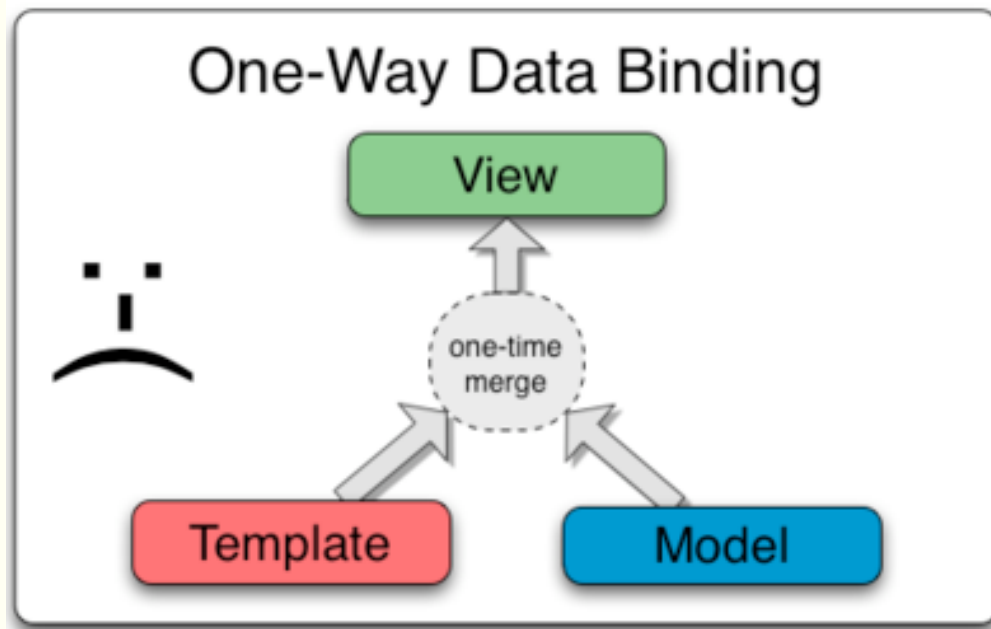 One-Way Data Binding
View
one-time
merge
Template
Model